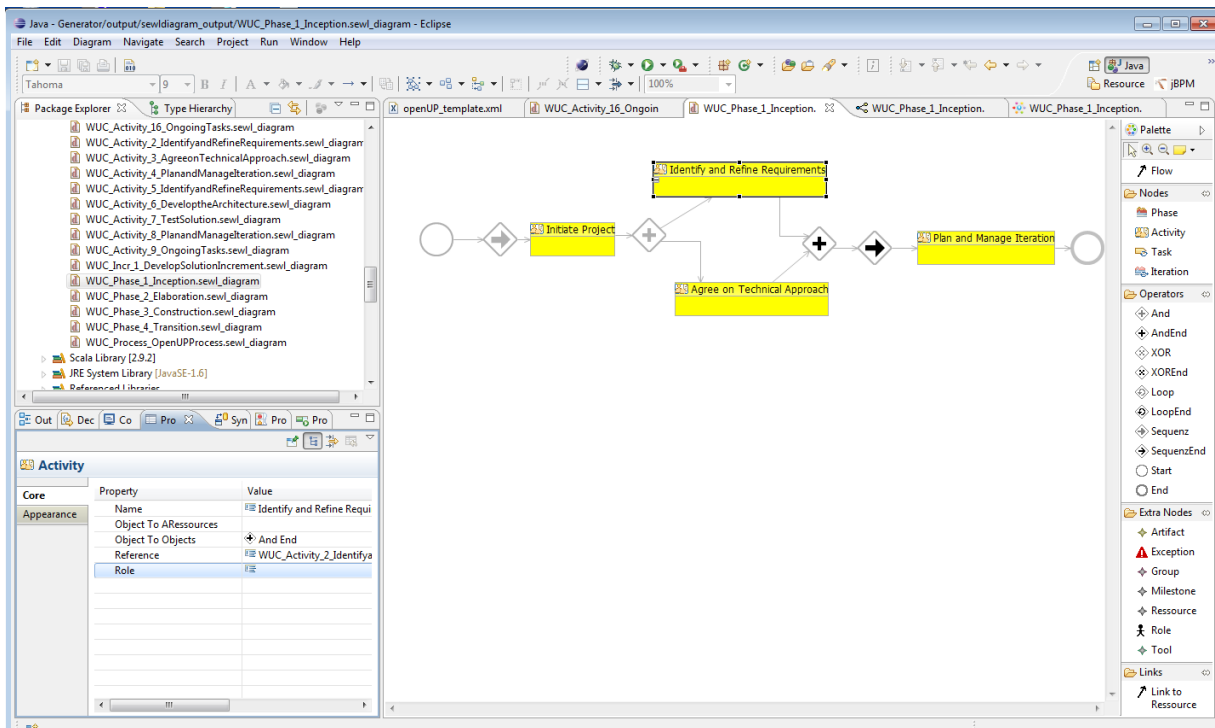 Java - Generator/output/sewldiagram_output/WUC_Phase_1_Inception.sewl_diagram - Eclipse
File Edit Diagram Navigate Search Project Run Window Help
Java
Tahoma 9 B I A 100% Resource jBPM
Package Explorer Type Hierarchy
openUP_template.xml WUC_Activity_16_Ongoin WUC_Phase_1_Inception. WUC_Phase_1_Inception. WUC_Phase_1_Inception.
WUC_Activity_16_OngoingTasks.sewl_diagram
WUC_Activity_2_IdentifyandRefineRequirements.sewl_diagram
WUC_Activity_3_AgreeonTechnicalApproach.sewl_diagram
WUC_Activity_4_PlanandManageIteration.sewl_diagram
WUC_Activity_5_IdentifyandRefineRequirements.sewl_diagram
WUC_Activity_6_DeveloptheArchitecture.sewl_diagram
WUC_Activity_7_TestSolution.sewl_diagram
WUC_Activity_8_PlanandManageIteration.sewl_diagram
WUC_Activity_9_OngoingTasks.sewl_diagram
WUC_Incr_1_DevelopSolutionIncrement.sewl_diagram
WUC_Phase_1_Inception.sewl_diagram
WUC_Phase_2_Elaboration.sewl_diagram
WUC_Phase_3_Construction.sewl_diagram
WUC_Phase_4_Transition.sewl_diagram
WUC_Process_OpenUPProcess.sewl_diagram
Scala Library [2.9.2]
JRE System Library [JavaSE-1.6]
Referenced Libraries
Identify and Refine Requirements
Initiate Project
Plan and Manage Iteration
Agree on Technical Approach
Out Dec Co Pro Syn Pro Pro
Activity
Core
Appearance
Property Value
Name Identify and Refine Requi
Object To ARessources
Object To Objects And End
Reference WUC_Activity_2_Identifya
Role
Palette
Flow
Nodes
Phase
Activity
Task
Iteration
Operators
And
AndEnd
XOR
XOREnd
Loop
LoopEnd
Sequenz
SequenzEnd
Start
End
Extra Nodes
Artifact
Exception
Group
Milestone
Ressource
Role
Tool
Links
Link to
Ressource